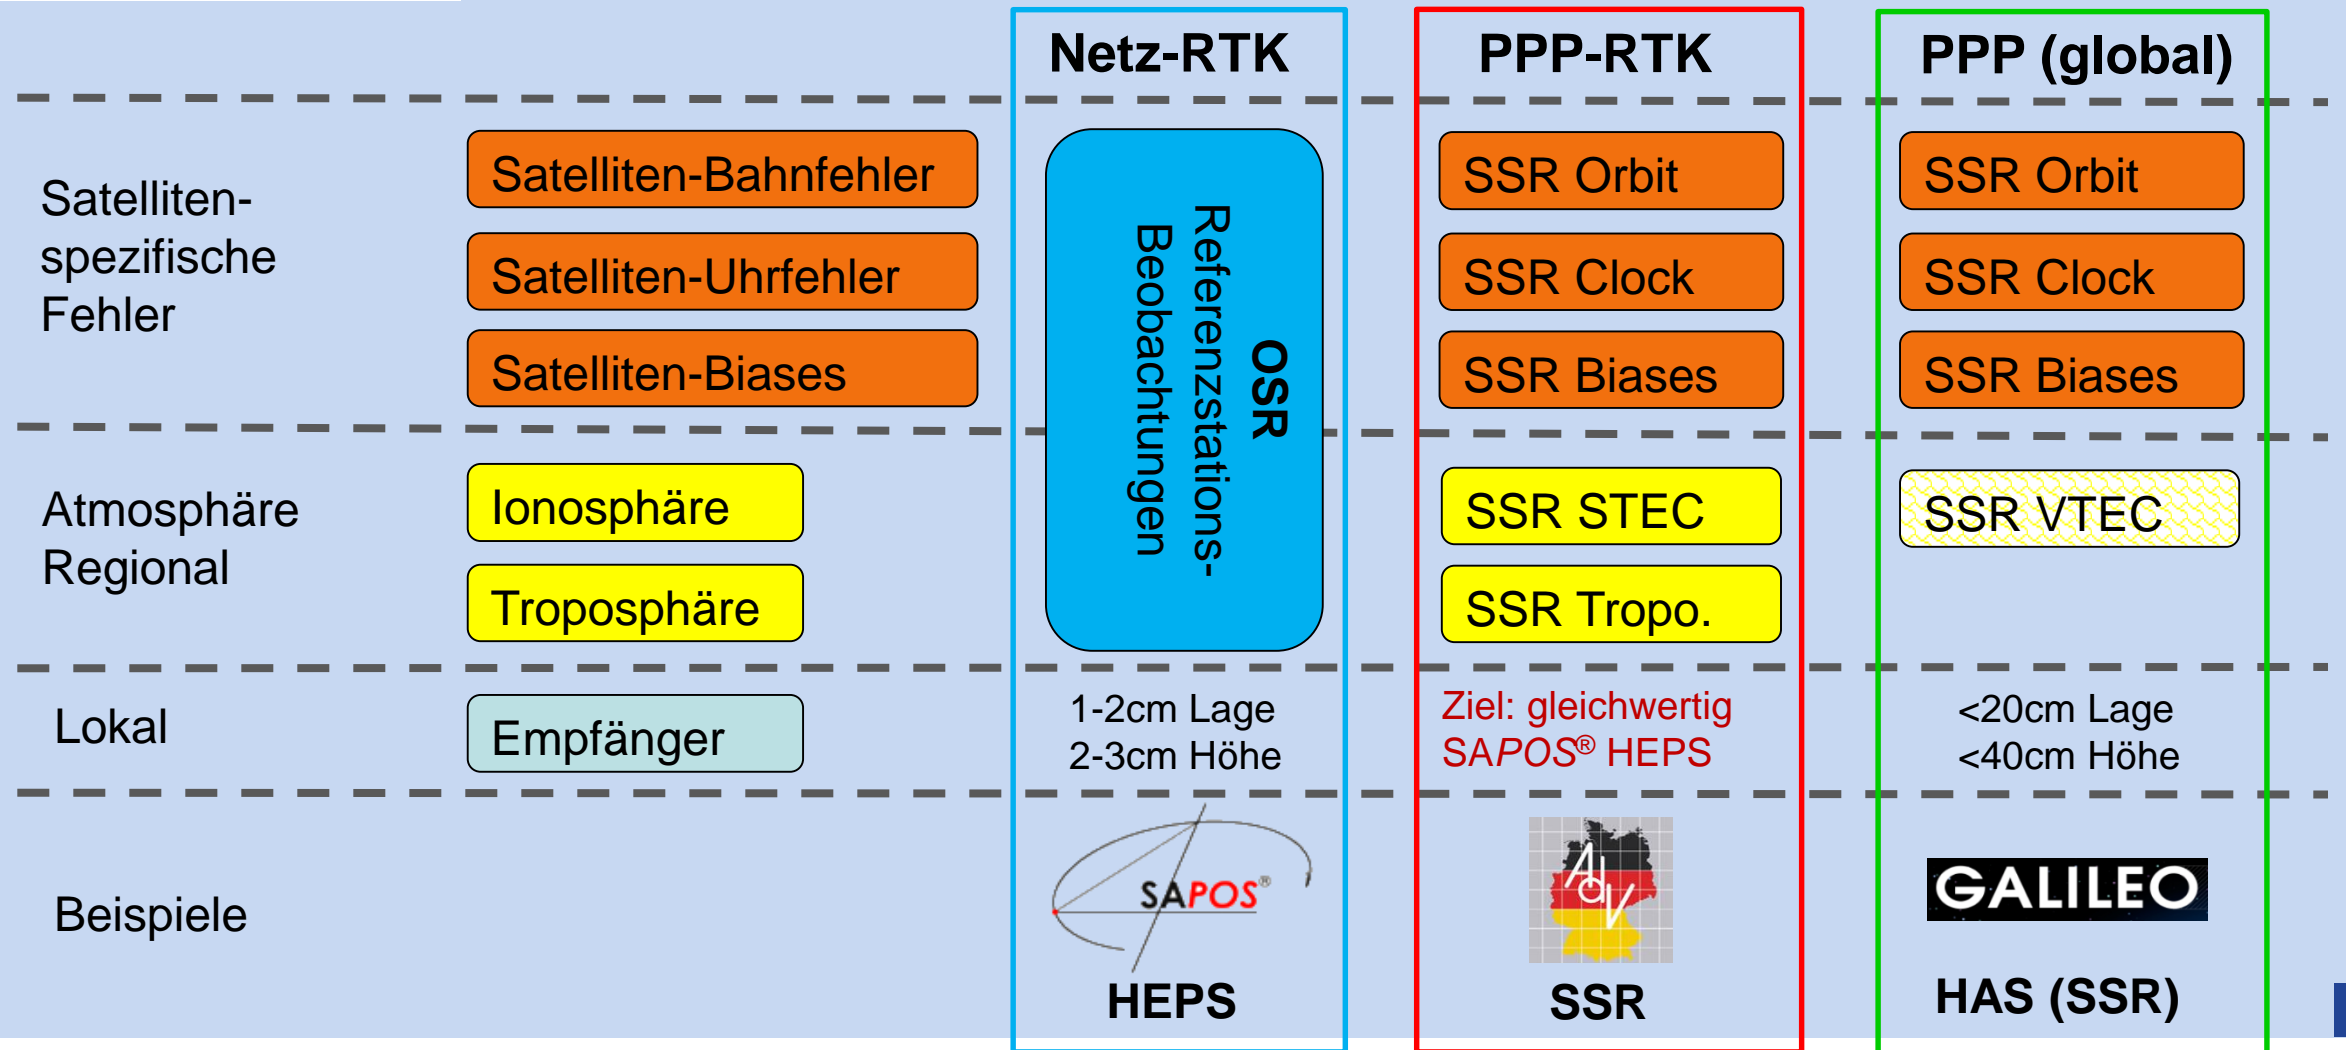 Netz-RTK
PPP-RTK
PPP (global)
Satelliten-
spezifische
Fehler
Satelliten-Bahnfehler
Satelliten-Uhrfehler
Satelliten-Biases
OSR
Referenzstations-
Beobachtungen
SSR Orbit
SSR Clock
SSR Biases
SSR Orbit
SSR Clock
SSR Biases
Atmosphäre
Regional
Ionosphäre
Troposphäre
SSR STEC
SSR Tropo.
SSR VTEC
Lokal
Empfänger
1-2cm Lage
2-3cm Höhe
Ziel: gleichwertig
SAPOS® HEPS
<20cm Lage
<40cm Höhe
Beispiele
SAPOS®
HEPS
AdV
SSR
GALILEO
HAS (SSR)